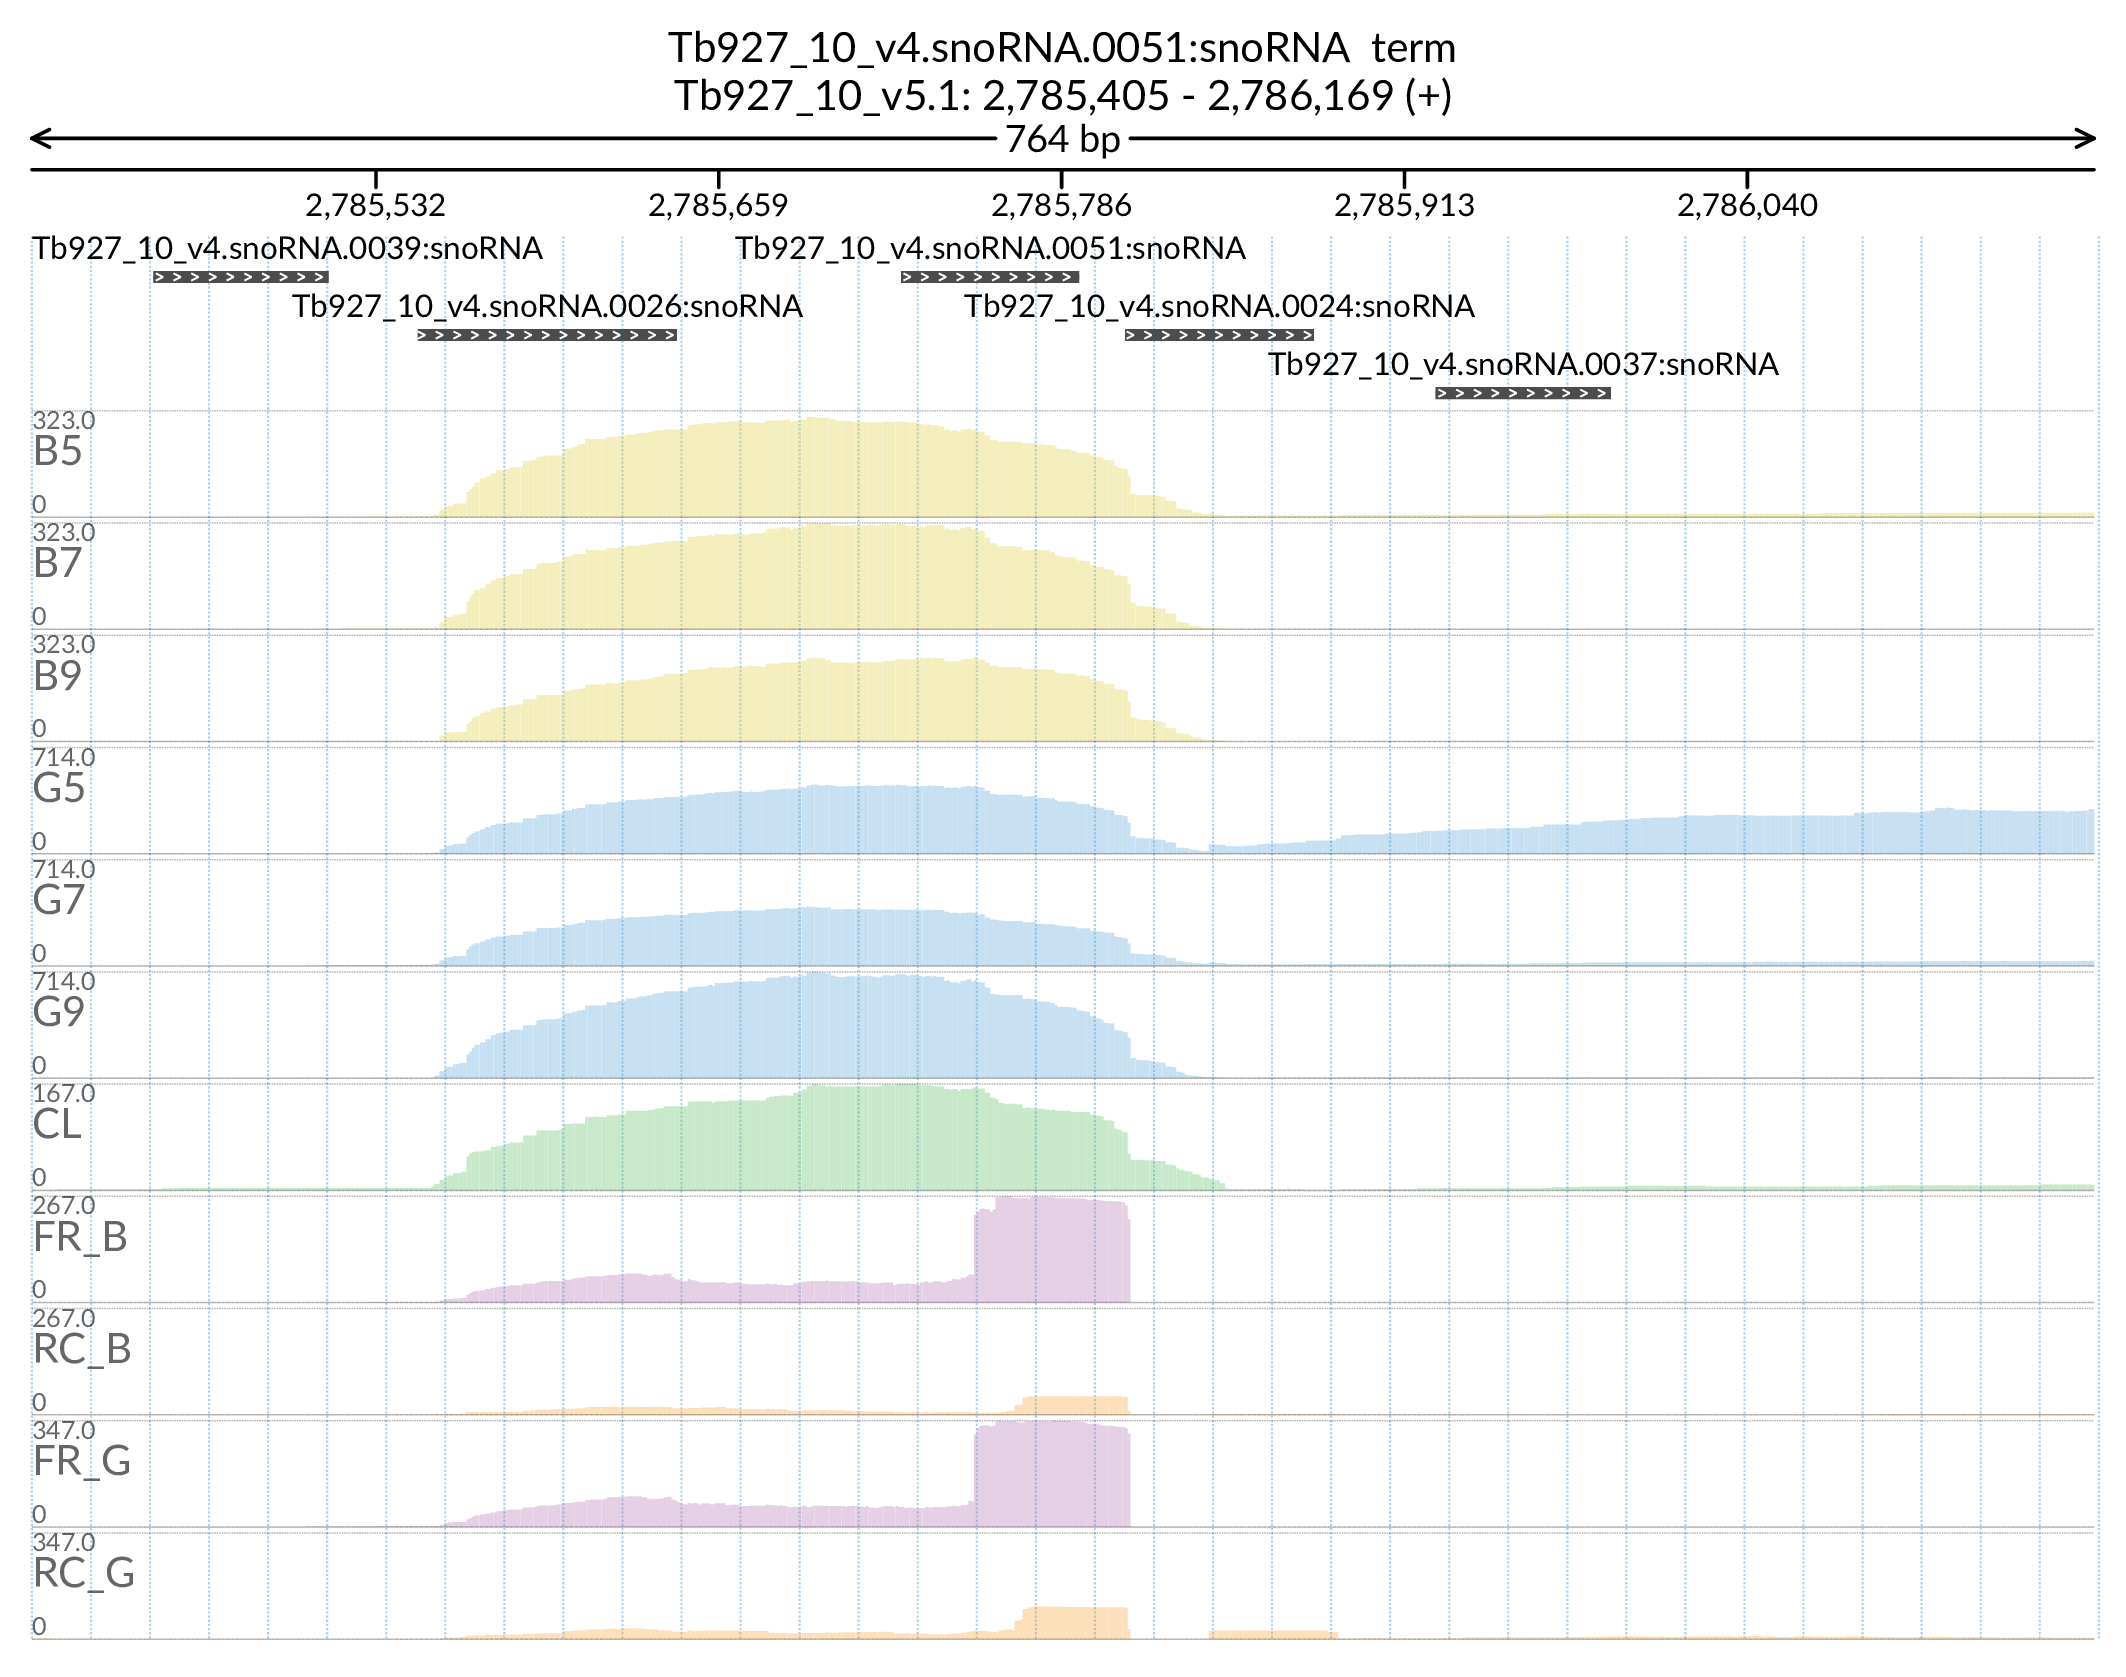 Tb927_10_v4.snoRNA.0051:snoRNA term
Tb927_10_v5.1: 2,785,405 - 2,786,169 (+)
764 bp
2,785,532 2,785,659 2,785,786 2,785,913 2,786,040
Tb927_10_v4.snoRNA.0039:snoRNA Tb927_10_v4.snoRNA.0051:snoRNA
Tb927_10_v4.snoRNA.0026:snoRNA Tb927_10_v4.snoRNA.0024:snoRNA
Tb927_10_v4.snoRNA.0037:snoRNA
323.0
B5
0
323.0
B7
0
323.0
B9
0
714.0
G5
0
714.0
G7
0
714.0
G9
0
167.0
CL
0
267.0
FR_B
0
267.0
RC_B
0
347.0
FR_G
0
347.0
RC_G
0